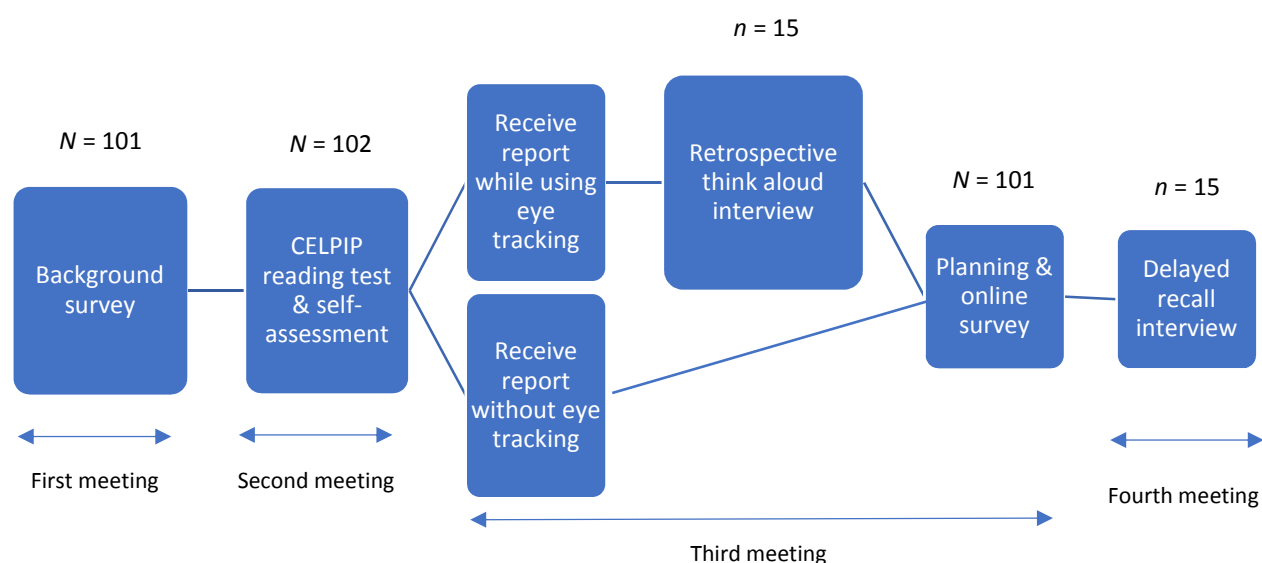 N = 101
Background
survey
First meeting
N = 102
CELPIP
reading test
& self-
assessment
Second meeting
Receive
report
while using
eye
tracking
Receive
report
without eye
tracking
n = 15
Retrospective
think aloud
interview
N = 101
Planning &
online
survey
Third meeting
n = 15
Delayed
recall
interview
Fourth meeting